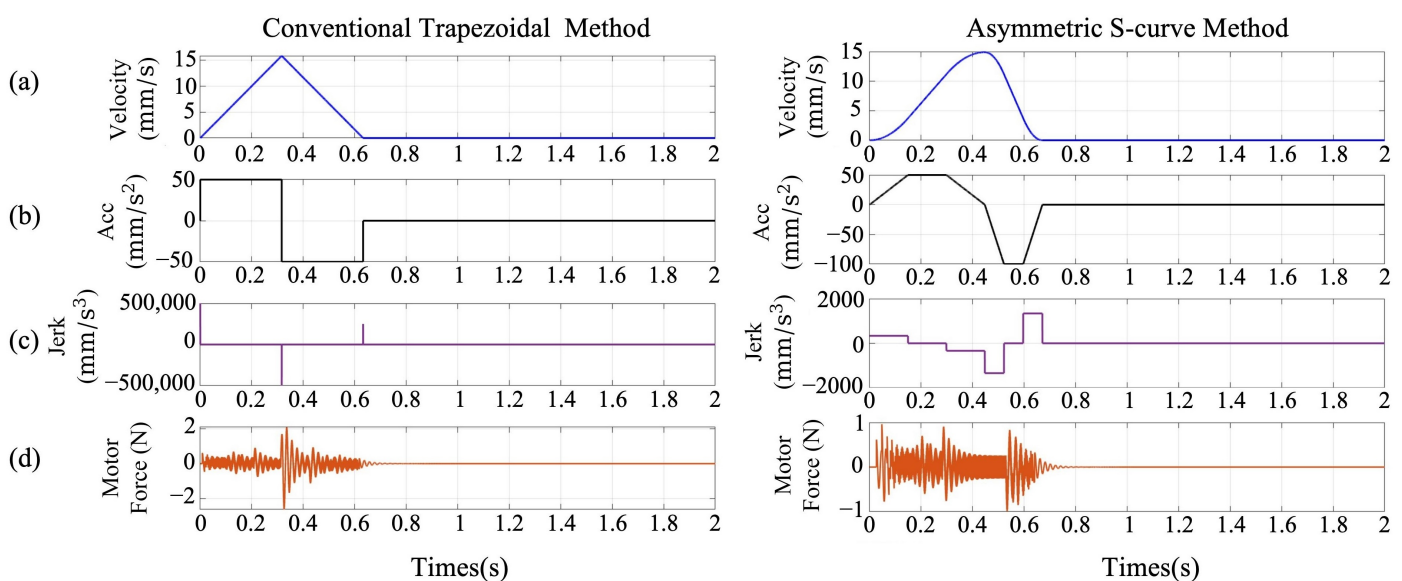 Conventional Trapezoidal Method
Asymmetric S-curve Method
(a)
Velocity
(mm/s)
15
10
5
0
0 0.2 0.4 0.6 0.8 1 1.2 1.4 1.6 1.8 2
Velocity
(mm/s)
15
10
5
0
0 0.2 0.4 0.6 0.8 1 1.2 1.4 1.6 1.8 2
(b)
Acc
(mm/s²)
50
0
−50
0 0.2 0.4 0.6 0.8 1 1.2 1.4 1.6 1.8 2
Acc
(mm/s²)
50
0
−50
−100
0 0.2 0.4 0.6 0.8 1 1.2 1.4 1.6 1.8 2
(c)
Jerk
(mm/s³)
500,000
0
−500,000
0 0.2 0.4 0.6 0.8 1 1.2 1.4 1.6 1.8 2
Jerk
(mm/s³)
2000
0
−2000
0 0.2 0.4 0.6 0.8 1 1.2 1.4 1.6 1.8 2
(d)
Motor
Force (N)
2
0
−2
0 0.2 0.4 0.6 0.8 1 1.2 1.4 1.6 1.8 2
Motor
Force (N)
1
0
−1
0 0.2 0.4 0.6 0.8 1 1.2 1.4 1.6 1.8 2
Times(s)
Times(s)